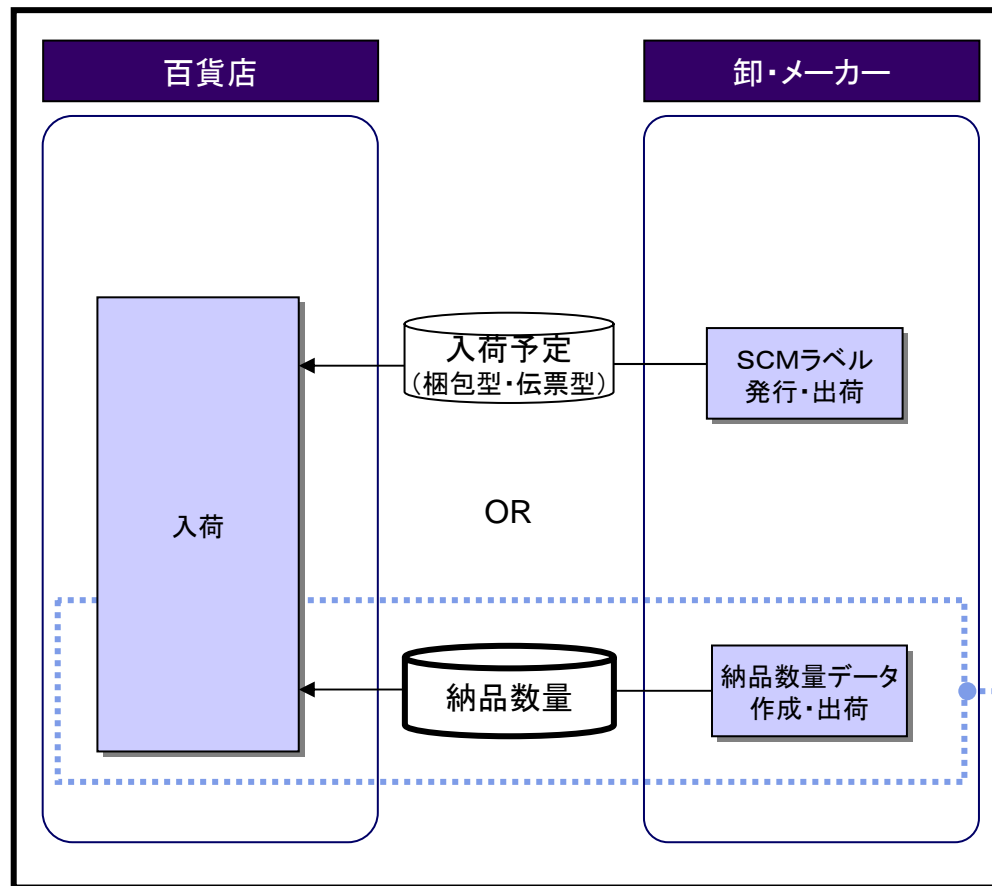 百貨店
卸・メーカー
入荷予定
(梱包型・伝票型)
SCMラベル
発行・出荷
OR
入荷
納品数量
納品数量データ
作成・出荷